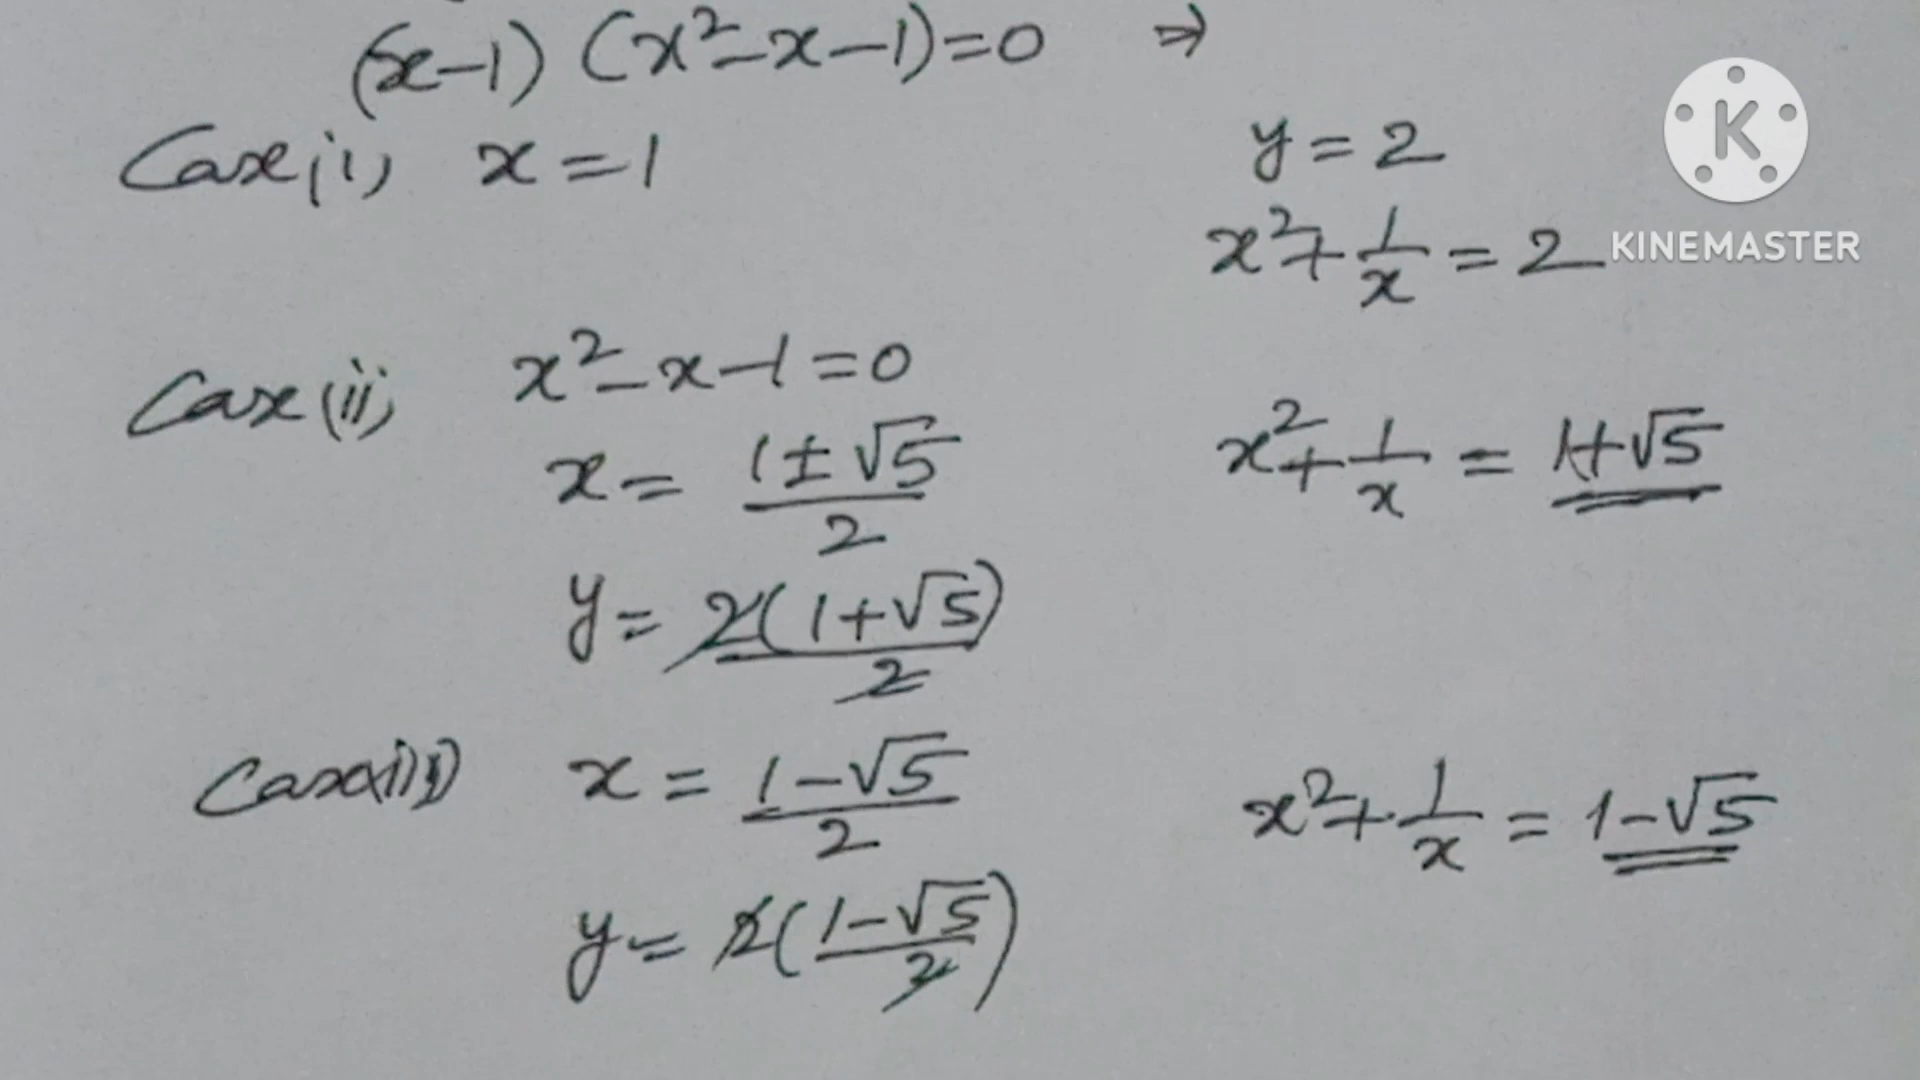 (x-1) (x²-x-1)=0 ⇒
Case(i) x=1
y=2
K
x²+1/x=2
KINEMASTER
Case(ii) x²-x-1=0
x=(1±√5)/2
x²+1/x=1+√5
y=2(1+√5)/2
Case(iii) x=(1-√5)/2
x²+1/x=1-√5
y=2((1-√5)/2)